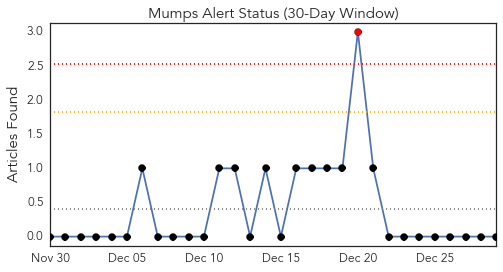 Mumps Alert Status (30-Day Window)
Articles Found
3.0
2.5
2.0
1.5
1.0
0.5
0.0
Nov 30 Dec 05 Dec 10 Dec 15 Dec 20 Dec 25